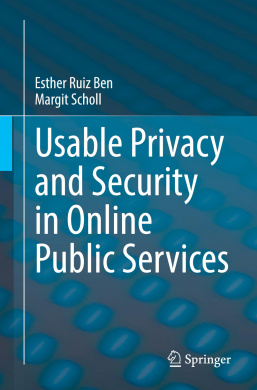 Esther Ruiz Ben
Margit Scholl
Usable Privacy
and Security
in Online
Public Services
Springer